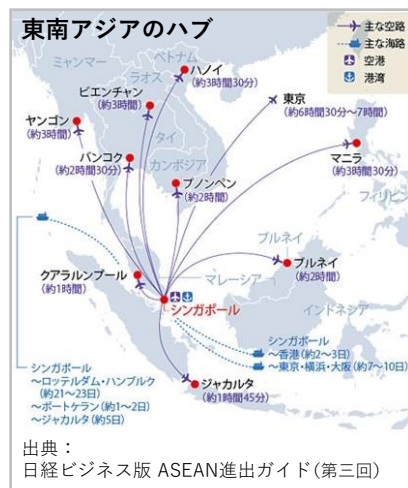 東南アジアのハブ
主な空路
主な海路
空港
港湾
ミャンマー
ベトナム
ハノイ
(約3時間30分)
ラオス
ビエンチャン
(約3時間)
東京
(約6時間30分～7時間)
ヤンゴン
(約3時間)
タイ
バンコク
(約2時間30分)
カンボジア
プノンペン
(約2時間)
マニラ
(約3時間30分)
フィリピン
ブルネイ
ブルネイ
(約2時間)
クアラルンプール
(約1時間)
マレーシア
シンガポール
インドネシア
シンガポール
～香港(約2～3日)
～東京・横浜・大阪(約7～10日)
シンガポール
～ロッテルダム・ハンブルク
(約21～23日)
～ポートケラン(約1～2日)
～ジャカルタ(約5日)
ジャカルタ
(約1時間45分)
出典：
日経ビジネス版 ASEAN進出ガイド(第三回)